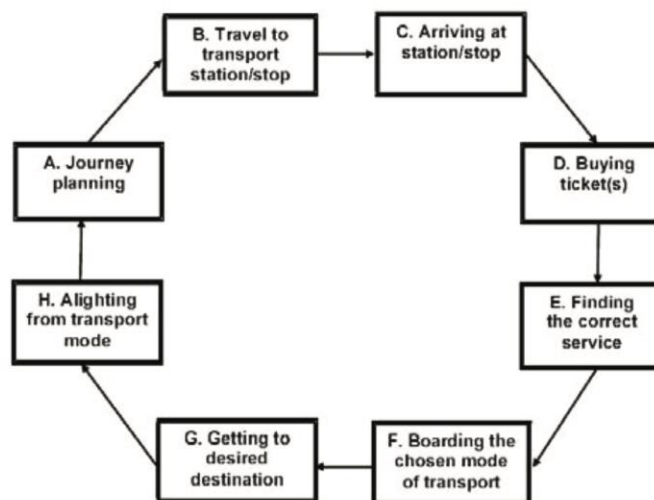 A. Journey
planning
B. Travel to
transport
station/stop
C. Arriving at
station/stop
D. Buying
ticket(s)
E. Finding
the correct
service
F. Boarding the
chosen mode
of transport
G. Getting to
desired
destination
H. Alighting
from transport
mode